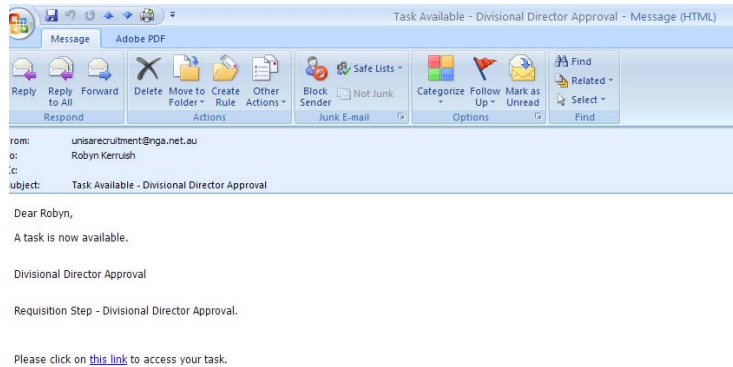 Task Available - Divisional Director Approval - Message (HTML)
Message Adobe PDF
Reply Reply to All Forward Delete Move to Folder Create Rule Other Actions Block Sender Safe Lists Not Junk Categorize Follow Up Mark as Unread Find Related Select
Respond Actions Junk E-mail Options Find
rom: unisarecruitment@nga.net.au
o: Robyn Kerruish
c:
ubject: Task Available - Divisional Director Approval
Dear Robyn,
A task is now available.
Divisional Director Approval
Requisition Step - Divisional Director Approval.
Please click on this link to access your task.